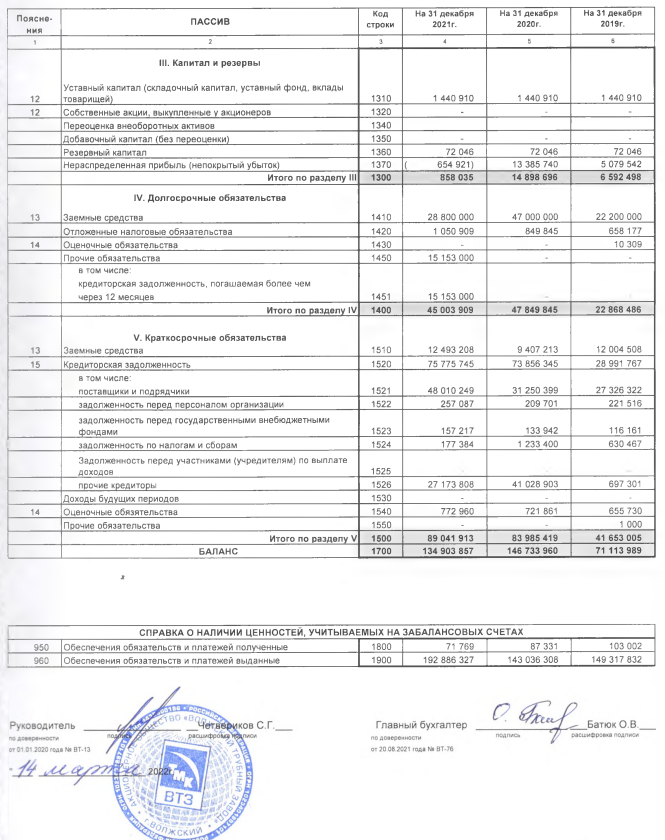 Поясне-
ния ПАССИВ Код
строки На 31 декабря
2021г. На 31 декабря
2020г. На 31 декабря
2019г.
1 2 3 4 5 6
III. Капитал и резервы
Уставный капитал (складочный капитал, уставный фонд, вклады
12 товарищей) 1310 1 440 910 1 440 910 1 440 910
12 Собственные акции, выкупленные у акционеров 1320 - - -
Переоценка внеоборотных активов 1340
Добавочный капитал (без переоценки) 1350 - - -
Резервный капитал 1360 72 046 72 046 72 046
Нераспределенная прибыль (непокрытый убыток) 1370 ( 654 921) 13 385 740 5 079 542
Итого по разделу III 1300 858 035 14 898 696 6 592 498
IV. Долгосрочные обязательства
13 Заемные средства 1410 28 800 000 47 000 000 22 200 000
Отложенные налоговые обязательства 1420 1 050 909 849 845 658 177
14 Оценочные обязательства 1430 - - 10 309
Прочие обязательства 1450 15 153 000 - -
в том числе:
кредиторская задолженность, погашаемая более чем
через 12 месяцев 1451 15 153 000 - -
Итого по разделу IV 1400 45 003 909 47 849 845 22 868 486
V. Краткосрочные обязательства
13 Заемные средства 1510 12 493 208 9 407 213 12 004 508
15 Кредиторская задолженность 1520 75 775 745 73 856 345 28 991 767
в том числе:
поставщики и подрядчики 1521 48 010 249 31 250 399 27 326 322
задолженность перед персоналом организации 1522 257 087 209 701 221 516
задолженность перед государственными внебюджетными
фондами 1523 157 217 133 942 116 161
задолженность по налогам и сборам 1524 177 384 1 233 400 630 467
Задолженность перед участниками (учредителям) по выплате
доходов 1525 - - -
прочие кредиторы 1526 27 173 808 41 028 903 697 301
Доходы будущих периодов 1530 - - -
14 Оценочные обязательства 1540 772 960 721 861 655 730
Прочие обязательства 1550 - - 1 000
Итого по разделу V 1500 89 041 913 83 985 419 41 653 005
БАЛАНС 1700 134 903 857 146 733 960 71 113 989
СПРАВКА О НАЛИЧИИ ЦЕННОСТЕЙ, УЧИТЫВАЕМЫХ НА ЗАБАЛАНСОВЫХ СЧЕТАХ
950 Обеспечения обязательств и платежей полученные 1800 71 769 87 331 103 002
960 Обеспечения обязательств и платежей выданные 1900 192 886 327 143 036 308 149 317 832
Руководитель Четвериков С.Г. Главный бухгалтер Батюк О.В.
по доверенности подпись расшифровка подписи по доверенности подпись расшифровка подписи
от 01.01.2020 года № ВТ-13 от 20.08.2021 года № ВТ-76
14 марта 2022г.
ВТЗ
Г. ВОЛЖСКИЙ